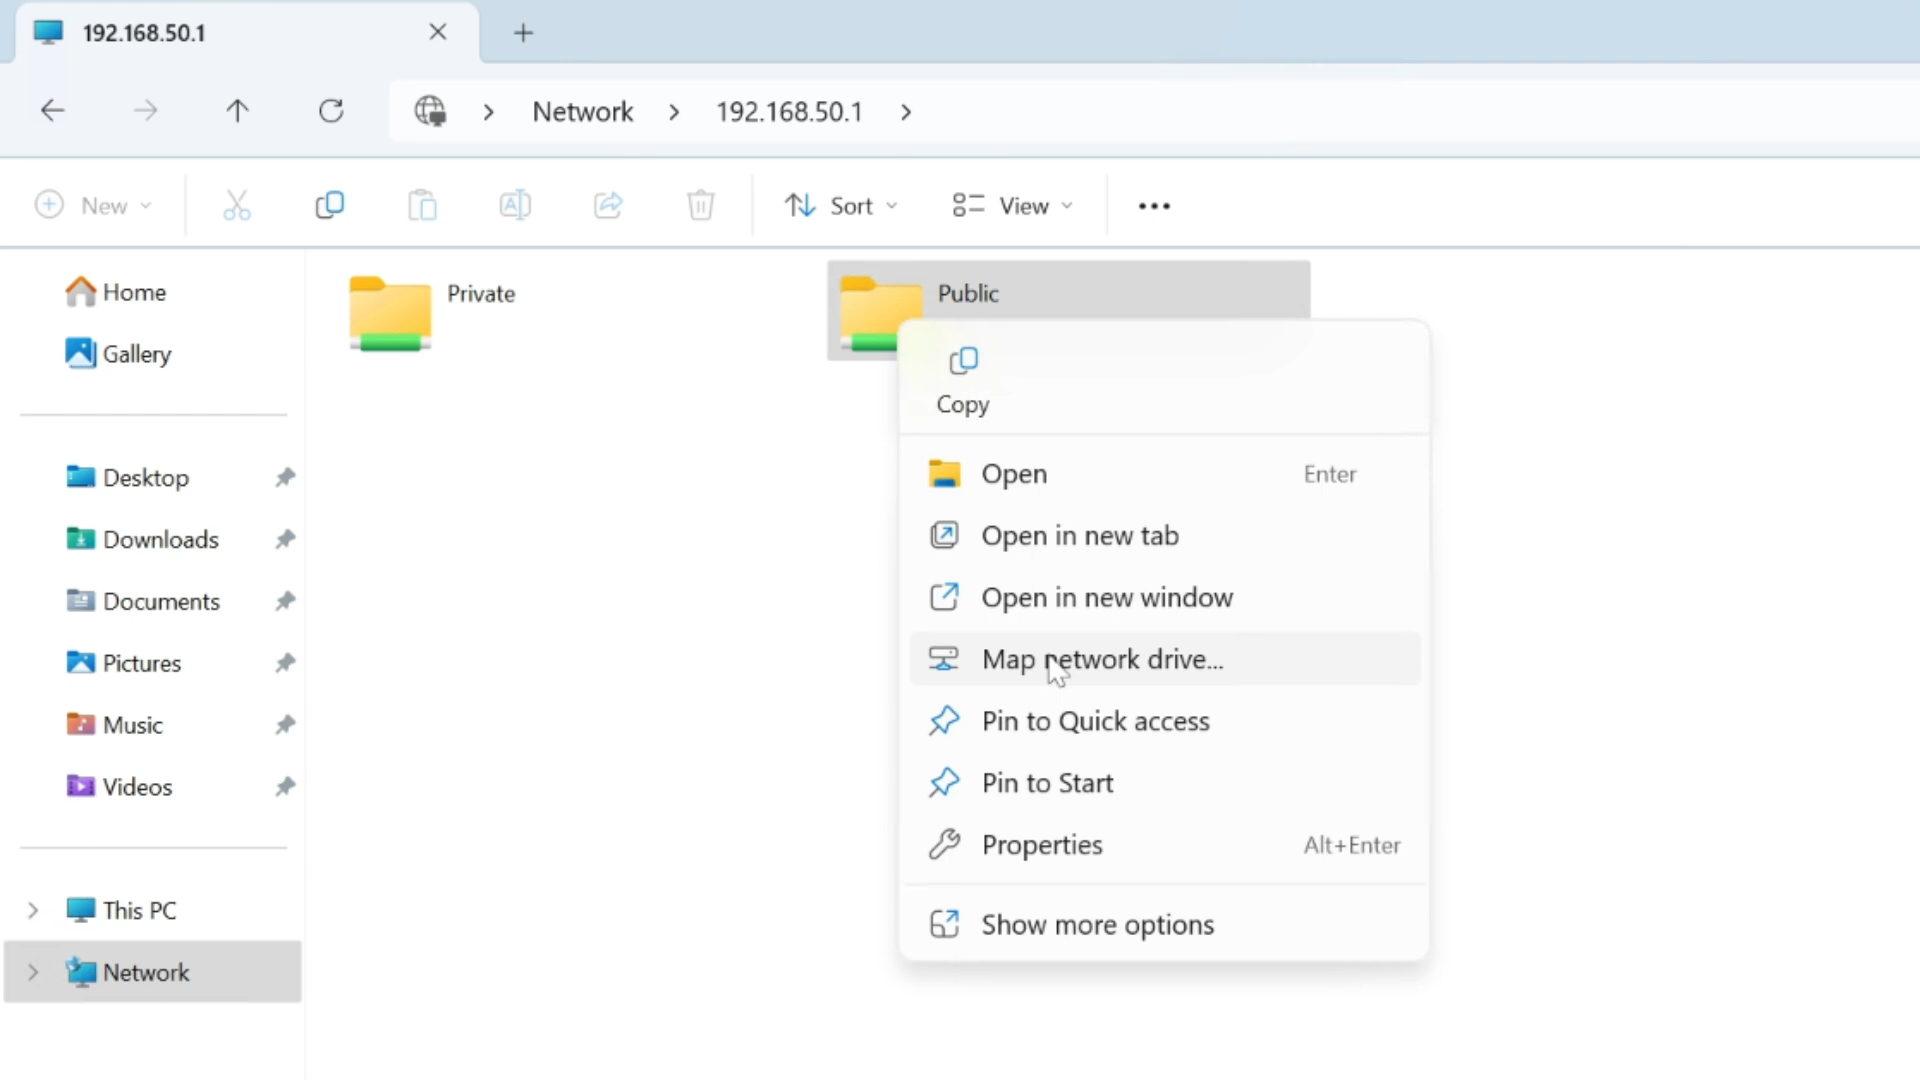 192.168.50.1
Network 192.168.50.1
New Sort View
Home
Gallery
Desktop
Downloads
Documents
Pictures
Music
Videos
This PC
Network
Private
Public
Copy
Open Enter
Open in new tab
Open in new window
Map network drive...
Pin to Quick access
Pin to Start
Properties Alt+Enter
Show more options